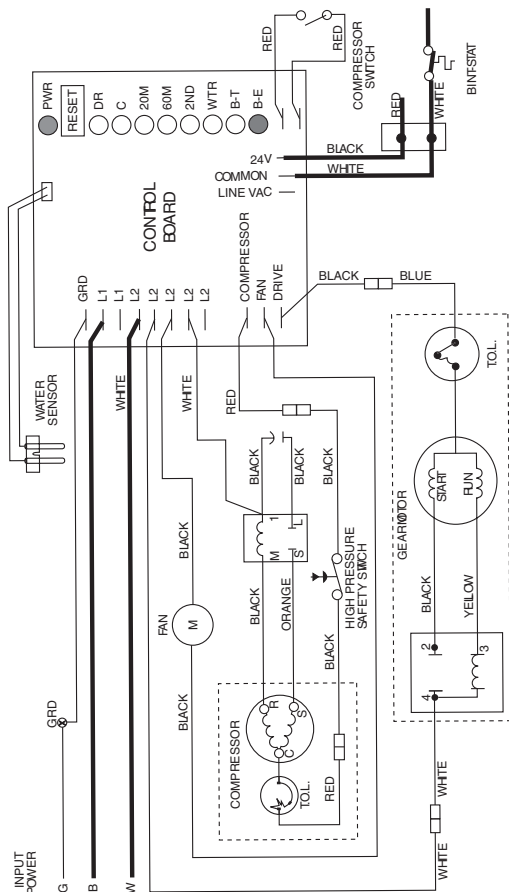 PWR
RESET
DR
C
20M
60M
2ND
WTR
B-T
B-E
RED
RED
COMPRESSOR
SWITCH
BINT-STAT
RED
WHITE
24V
BLACK
COMMON
WHITE
LINE VAC
CONTROL
BOARD
GRD
L1
L1
L2
L2
L2
L2
L2
COMPRESSOR
FAN
DRIVE
WATER
SENSOR
WHITE
WHITE
RED
BLACK
BLUE
T.O.L.
BLACK
BLACK
BLACK
BLACK
FAN
M
BLACK
1
M
L
S
BLACK
ORANGE
HIGH PRESSURE
SAFETY SWITCH
BLACK
GEARMOTOR
START
RUN
BLACK
YELLOW
2
3
4
COMPRESSOR
R
S
C
T.O.L.
RED
GRD
INPUT
POWER
G
B
W
WHITE
WHITE